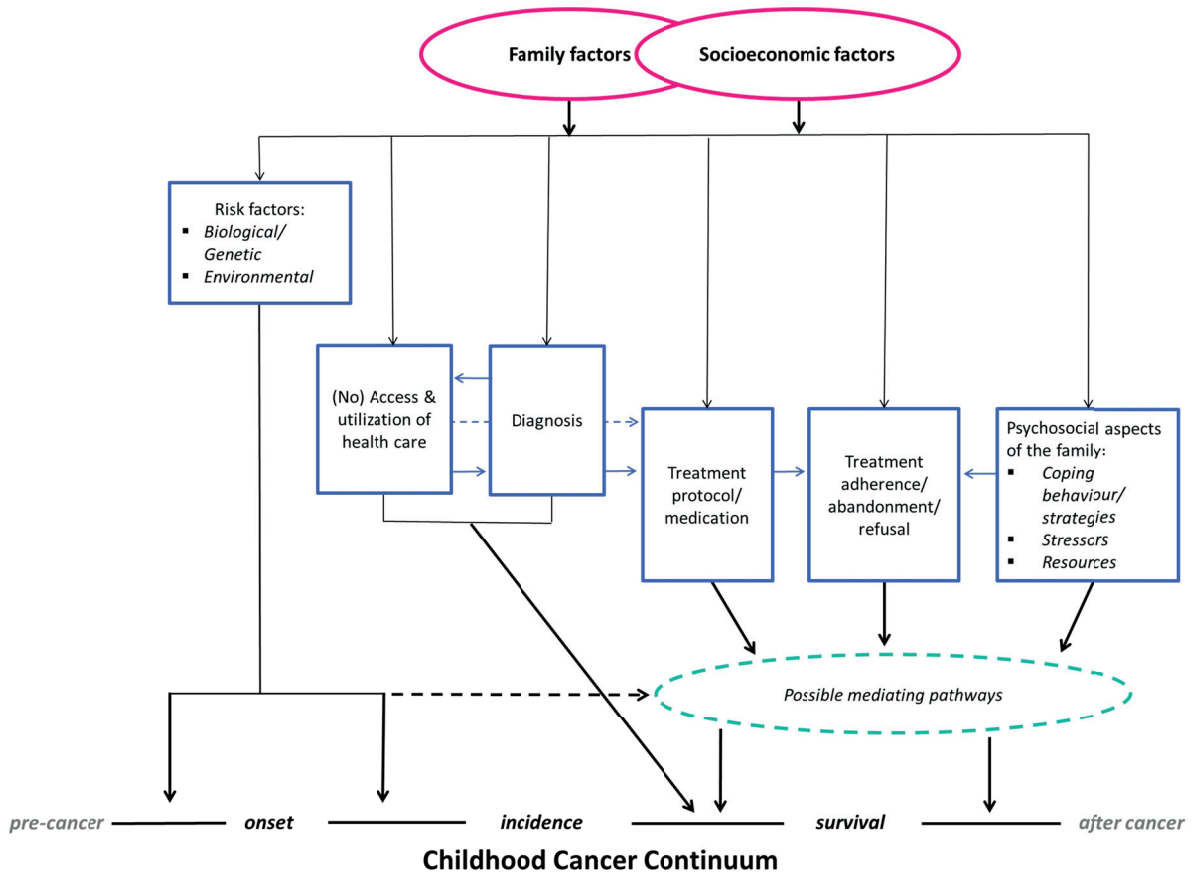 Family factors
Socioeconomic factors
Risk factors:
▪ Biological/
Genetic
▪ Environmental
(No) Access &
utilization of
health care
Diagnosis
Treatment
protocol/
medication
Treatment
adherence/
abandonment/
refusal
Psychosocial aspects
of the family:
▪ Coping
behaviour/
strategies
▪ Stressors
▪ Resources
Possible mediating pathways
pre-cancer
onset
incidence
survival
after cancer
Childhood Cancer Continuum